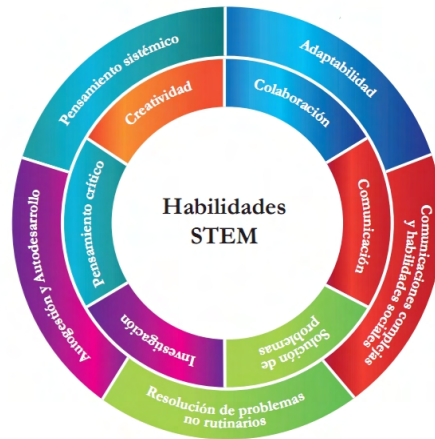 Pensamiento sistémico
Adaptabilidad
Creatividad
Colaboración
Pensamiento crítico
Habilidades
STEM
Comunicación
Comunicaciones complejas
y habilidades sociales
Autogestión y Autodesarrollo
Investigación
Solución de
problemas
Resolución de problemas
no rutinarios